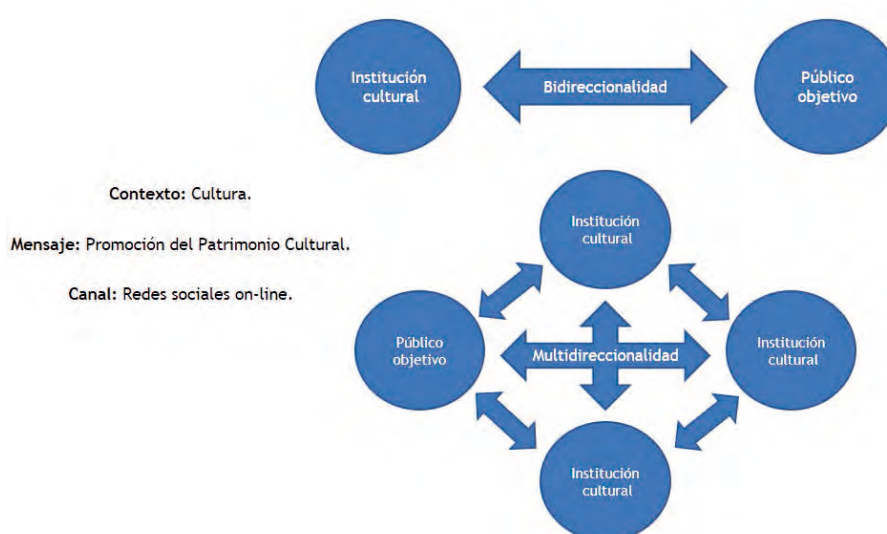 Institución
cultural
Bidireccionalidad
Público
objetivo
Contexto: Cultura.
Mensaje: Promoción del Patrimonio Cultural.
Canal: Redes sociales on-line.
Institución
cultural
Público
objetivo
Multidireccionalidad
Institución
cultural
Institución
cultural